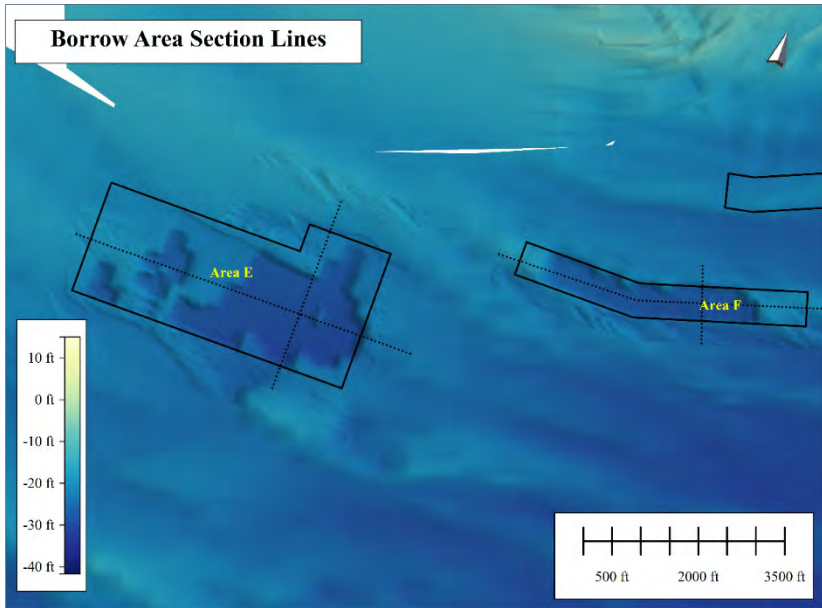 Borrow Area Section Lines
Area E
Area F
10 ft
0 ft
-10 ft
-20 ft
-30 ft
-40 ft
500 ft
2000 ft
3500 ft